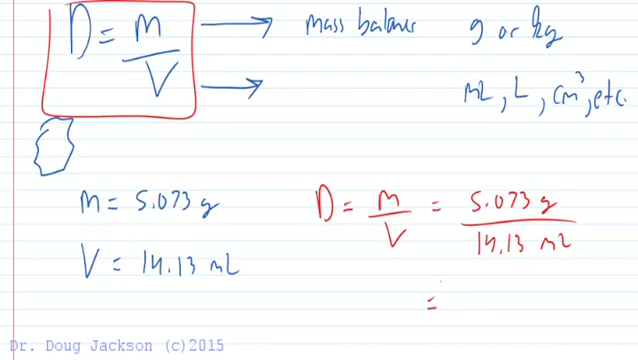 D = m/V → mass balance g or kg
→ mL, L, cm³, etc.
m = 5.073 g
V = 14.13 mL
D = m/V = 5.073 g / 14.13 mL
=
Dr. Doug Jackson (c)2015